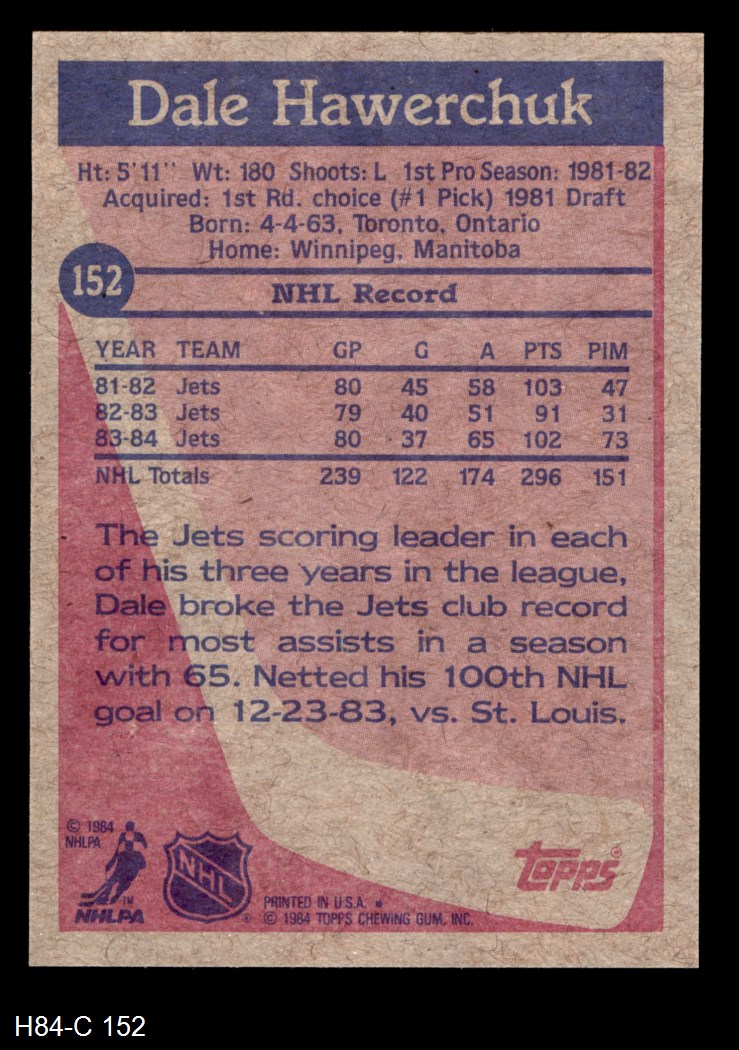 Dale Hawerchuk
Ht: 5'11" Wt: 180 Shoots: L 1st Pro Season: 1981-82
Acquired: 1st Rd. choice (#1 Pick) 1981 Draft
Born: 4-4-63, Toronto, Ontario
Home: Winnipeg, Manitoba
152
NHL Record
YEAR TEAM GP G A PTS PIM
81-82 Jets 80 45 58 103 47
82-83 Jets 79 40 51 91 31
83-84 Jets 80 37 65 102 73
NHL Totals 239 122 174 296 151
The Jets scoring leader in each
of his three years in the league,
Dale broke the Jets club record
for most assists in a season
with 65. Netted his 100th NHL
goal on 12-23-83, vs. St. Louis.
© 1984
NHLPA
TM
NHLPA
NHL
®
PRINTED IN U.S.A.
© 1984 TOPPS CHEWING GUM, INC.
topps®
H84-C 152